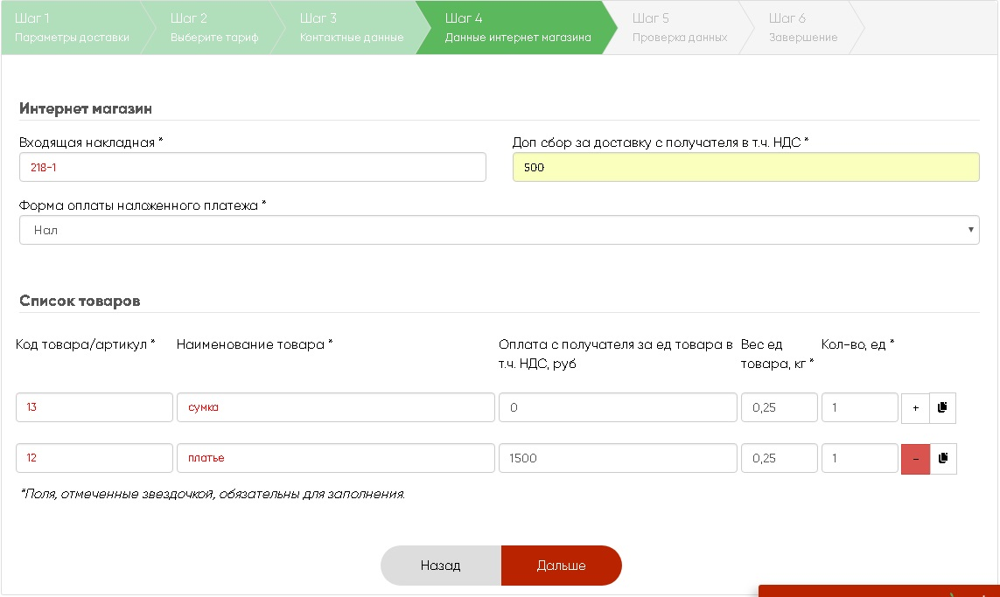 Шаг 1
Параметры доставки
Шаг 2
Выберите тариф
Шаг 3
Контактные данные
Шаг 4
Данные интернет магазина
Шаг 5
Проверка данных
Шаг 6
Завершение
Интернет магазин
Входящая накладная *
218-1
Доп сбор за доставку с получателя в т.ч. НДС *
500
Форма оплаты наложенного платежа *
Нал
Список товаров
Код товара/артикул *
Наименование товара *
Оплата с получателя за ед товара в
т.ч. НДС, руб
Вес ед
товара, кг *
Кол-во, ед *
13 сумка 0 0,25 1 +
12 платье 1500 0,25 1 -
*Поля, отмеченные звездочкой, обязательны для заполнения.
Назад Дальше